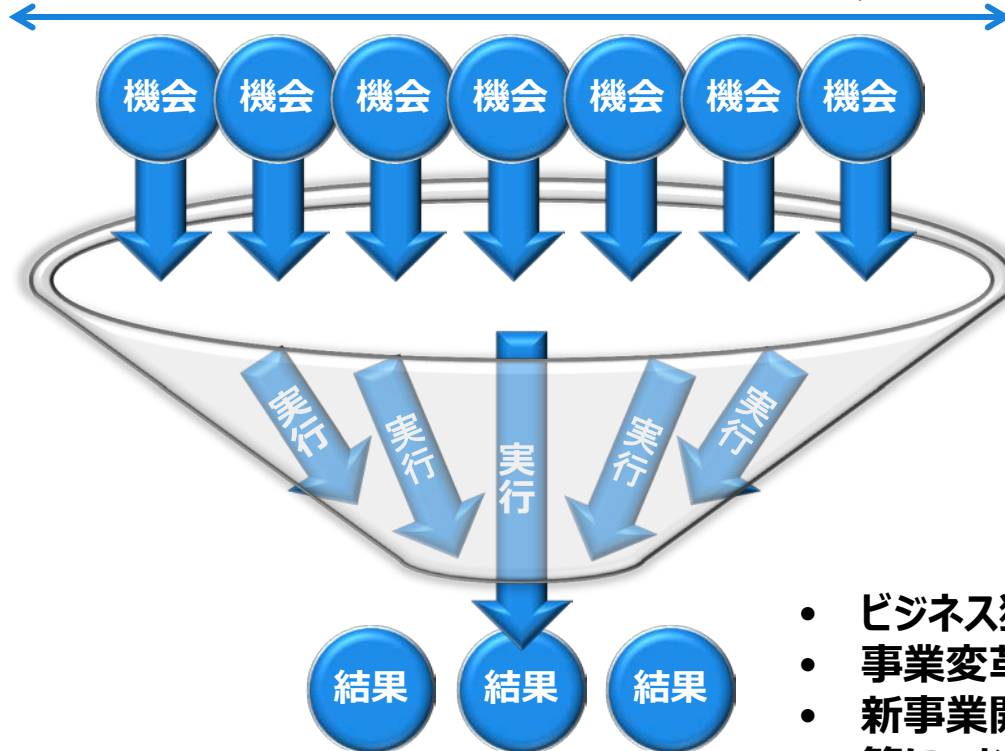 機会 機会 機会 機会 機会 機会 機会
実行 実行 実行 実行 実行
結果 結果 結果
• ビジネス
• 事業変革
• 新事業開